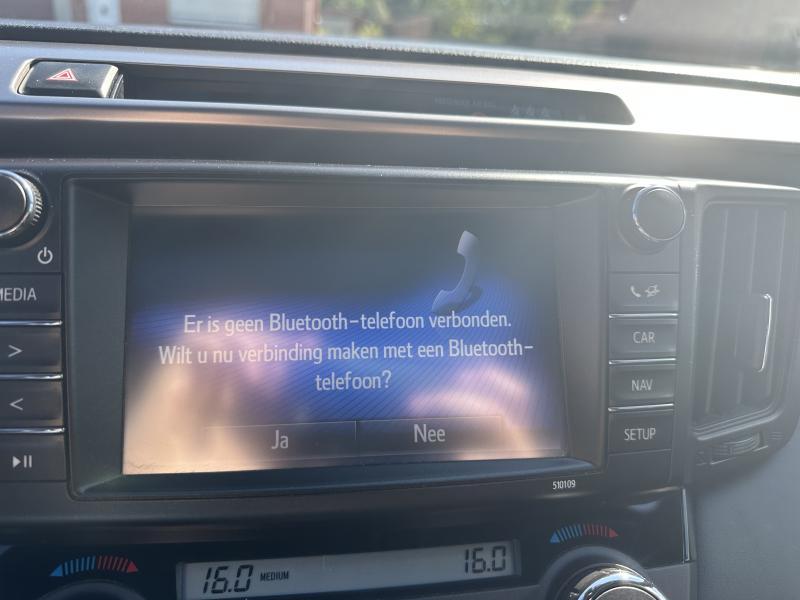 Er is geen Bluetooth-telefoon verbonden.
Wilt u nu verbinding maken met een Bluetooth-
telefoon?
Ja
Nee
MEDIA
>
<
CAR
NAV
SETUP
510109
16.0 MEDIUM
16.0